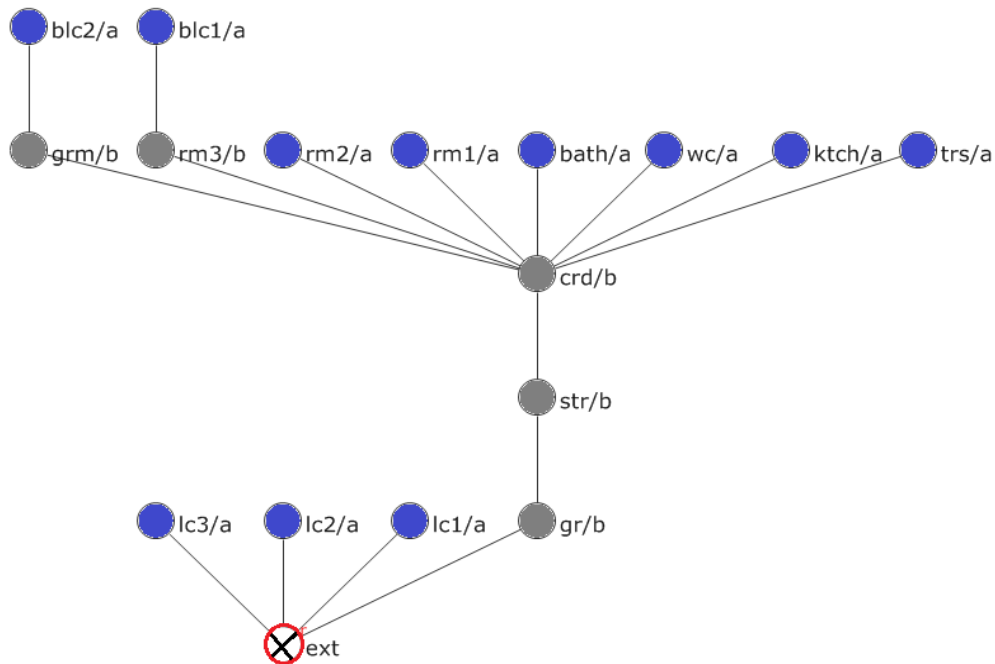 blc2/a blc1/a
grm/b rm3/b rm2/a rm1/a bath/a wc/a ktch/a trs/a
crd/b
str/b
lc3/a lc2/a lc1/a gr/b
ext